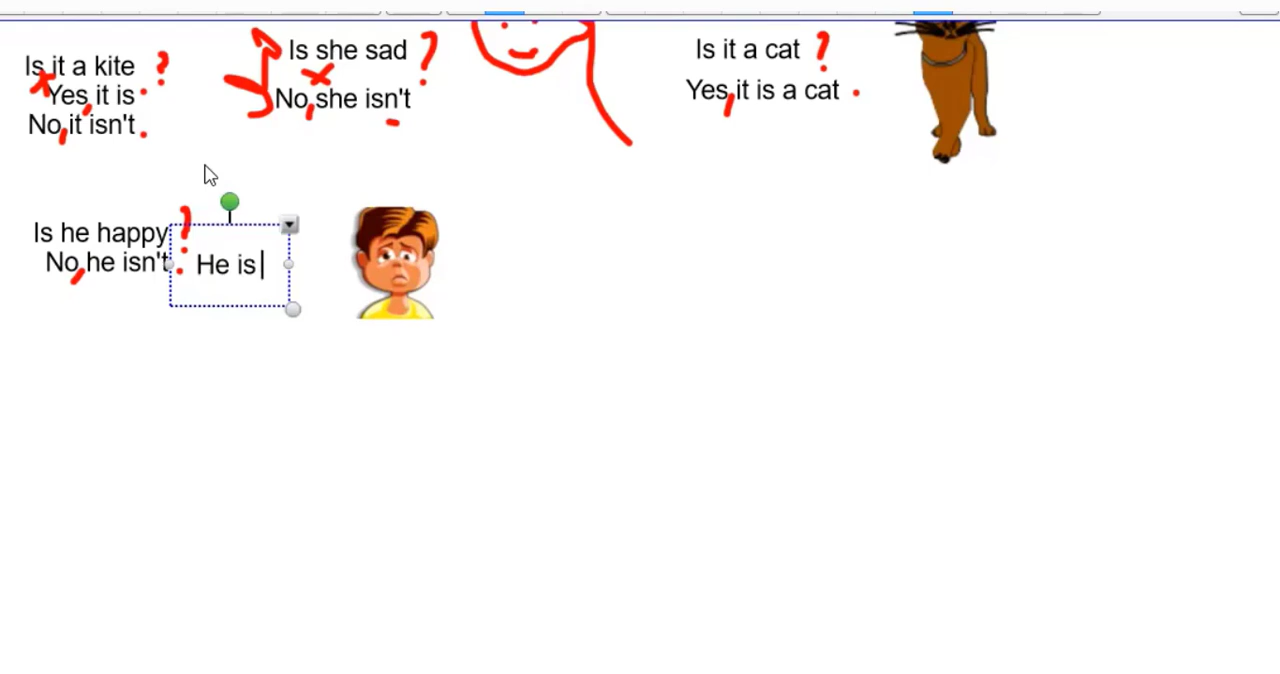 Is it a kite ?
Yes, it is .
No, it isn't .
Is she sad ?
No, she isn't
Is it a cat ?
Yes, it is a cat .
Is he happy ?
No, he isn't .
He is